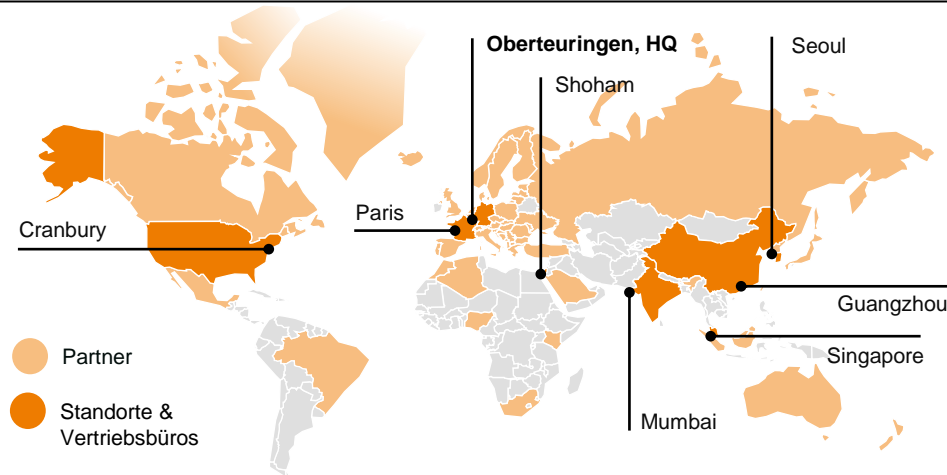 Oberteuringen, HQ
Seoul
Shoham
Paris
Cranbury
Guangzhou
Singapore
Mumbai
Partner
Standorte &
Vertriebsbüros